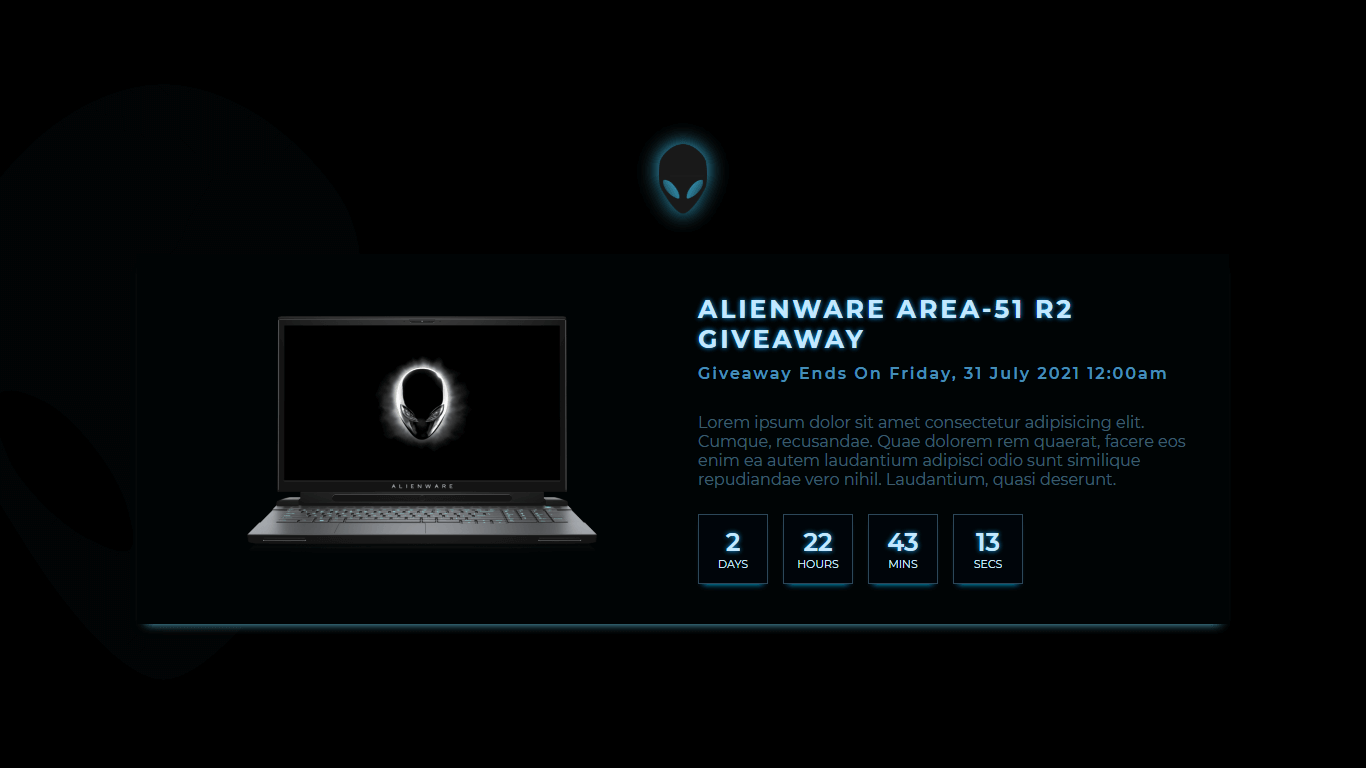 ALIENWARE AREA-51 R2
GIVEAWAY
Giveaway Ends On Friday, 31 July 2021 12:00am
Lorem ipsum dolor sit amet consectetur adipisicing elit.
Cumque, recusandae. Quae dolorem rem quaerat, facere eos
enim ea autem laudantium adipisci odio sunt similique
repudiandae vero nihil. Laudantium, quasi deserunt.
ALIENWARE
2 22 43 13
DAYS HOURS MINS SECS